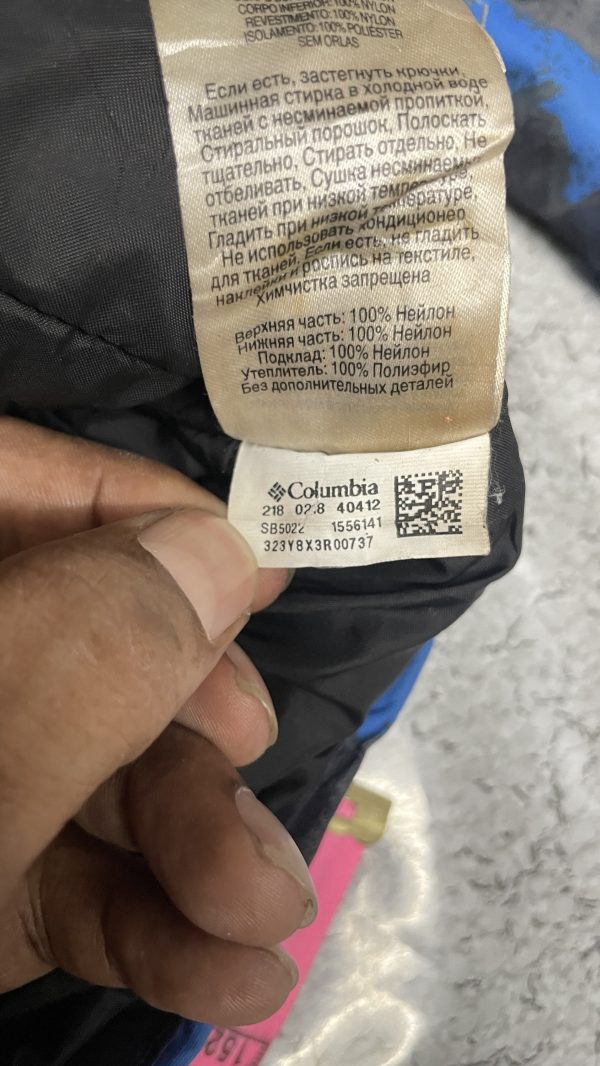 CORPO INFERIOR: 100% NYLON
REVESTIMENTO: 100% NYLON
ISOLAMENTO: 100% POLIESTER
SEM ORLAS
Если есть, застегнуть крючки.
Машинная стирка в холодной воде
тканей с несминаемой пропиткой,
Стиральный порошок, Полоскать
тщательно, Стирать отдельно, Не
отбеливать, Сушка несминаемых
тканей при низкой температуре,
Гладить при низкой температуре,
Не использовать кондиционер
для тканей, Если есть, не гладить
наклейки и роспись на текстиле,
Химчистка запрещена
Верхняя часть: 100% Нейлон
Нижняя часть: 100% Нейлон
Подклад: 100% Нейлон
Утеплитель: 100% Полиэфир
Без дополнительных деталей
Columbia
218 02.8 40412
SB5022 1556141
323Y8X3R00737
152